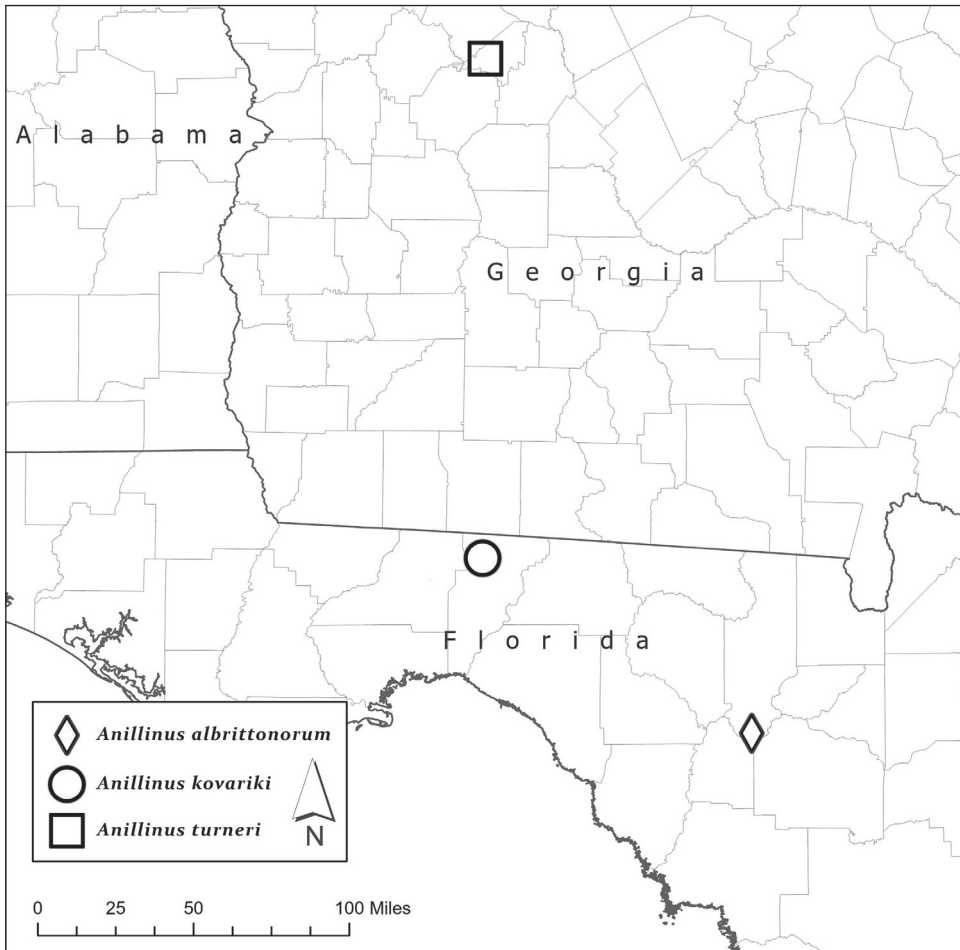 Alabama
Georgia
Florida
Anillinus albrittonorum
Anillinus kovariki
Anillinus turneri
N
0 25 50 100 Miles